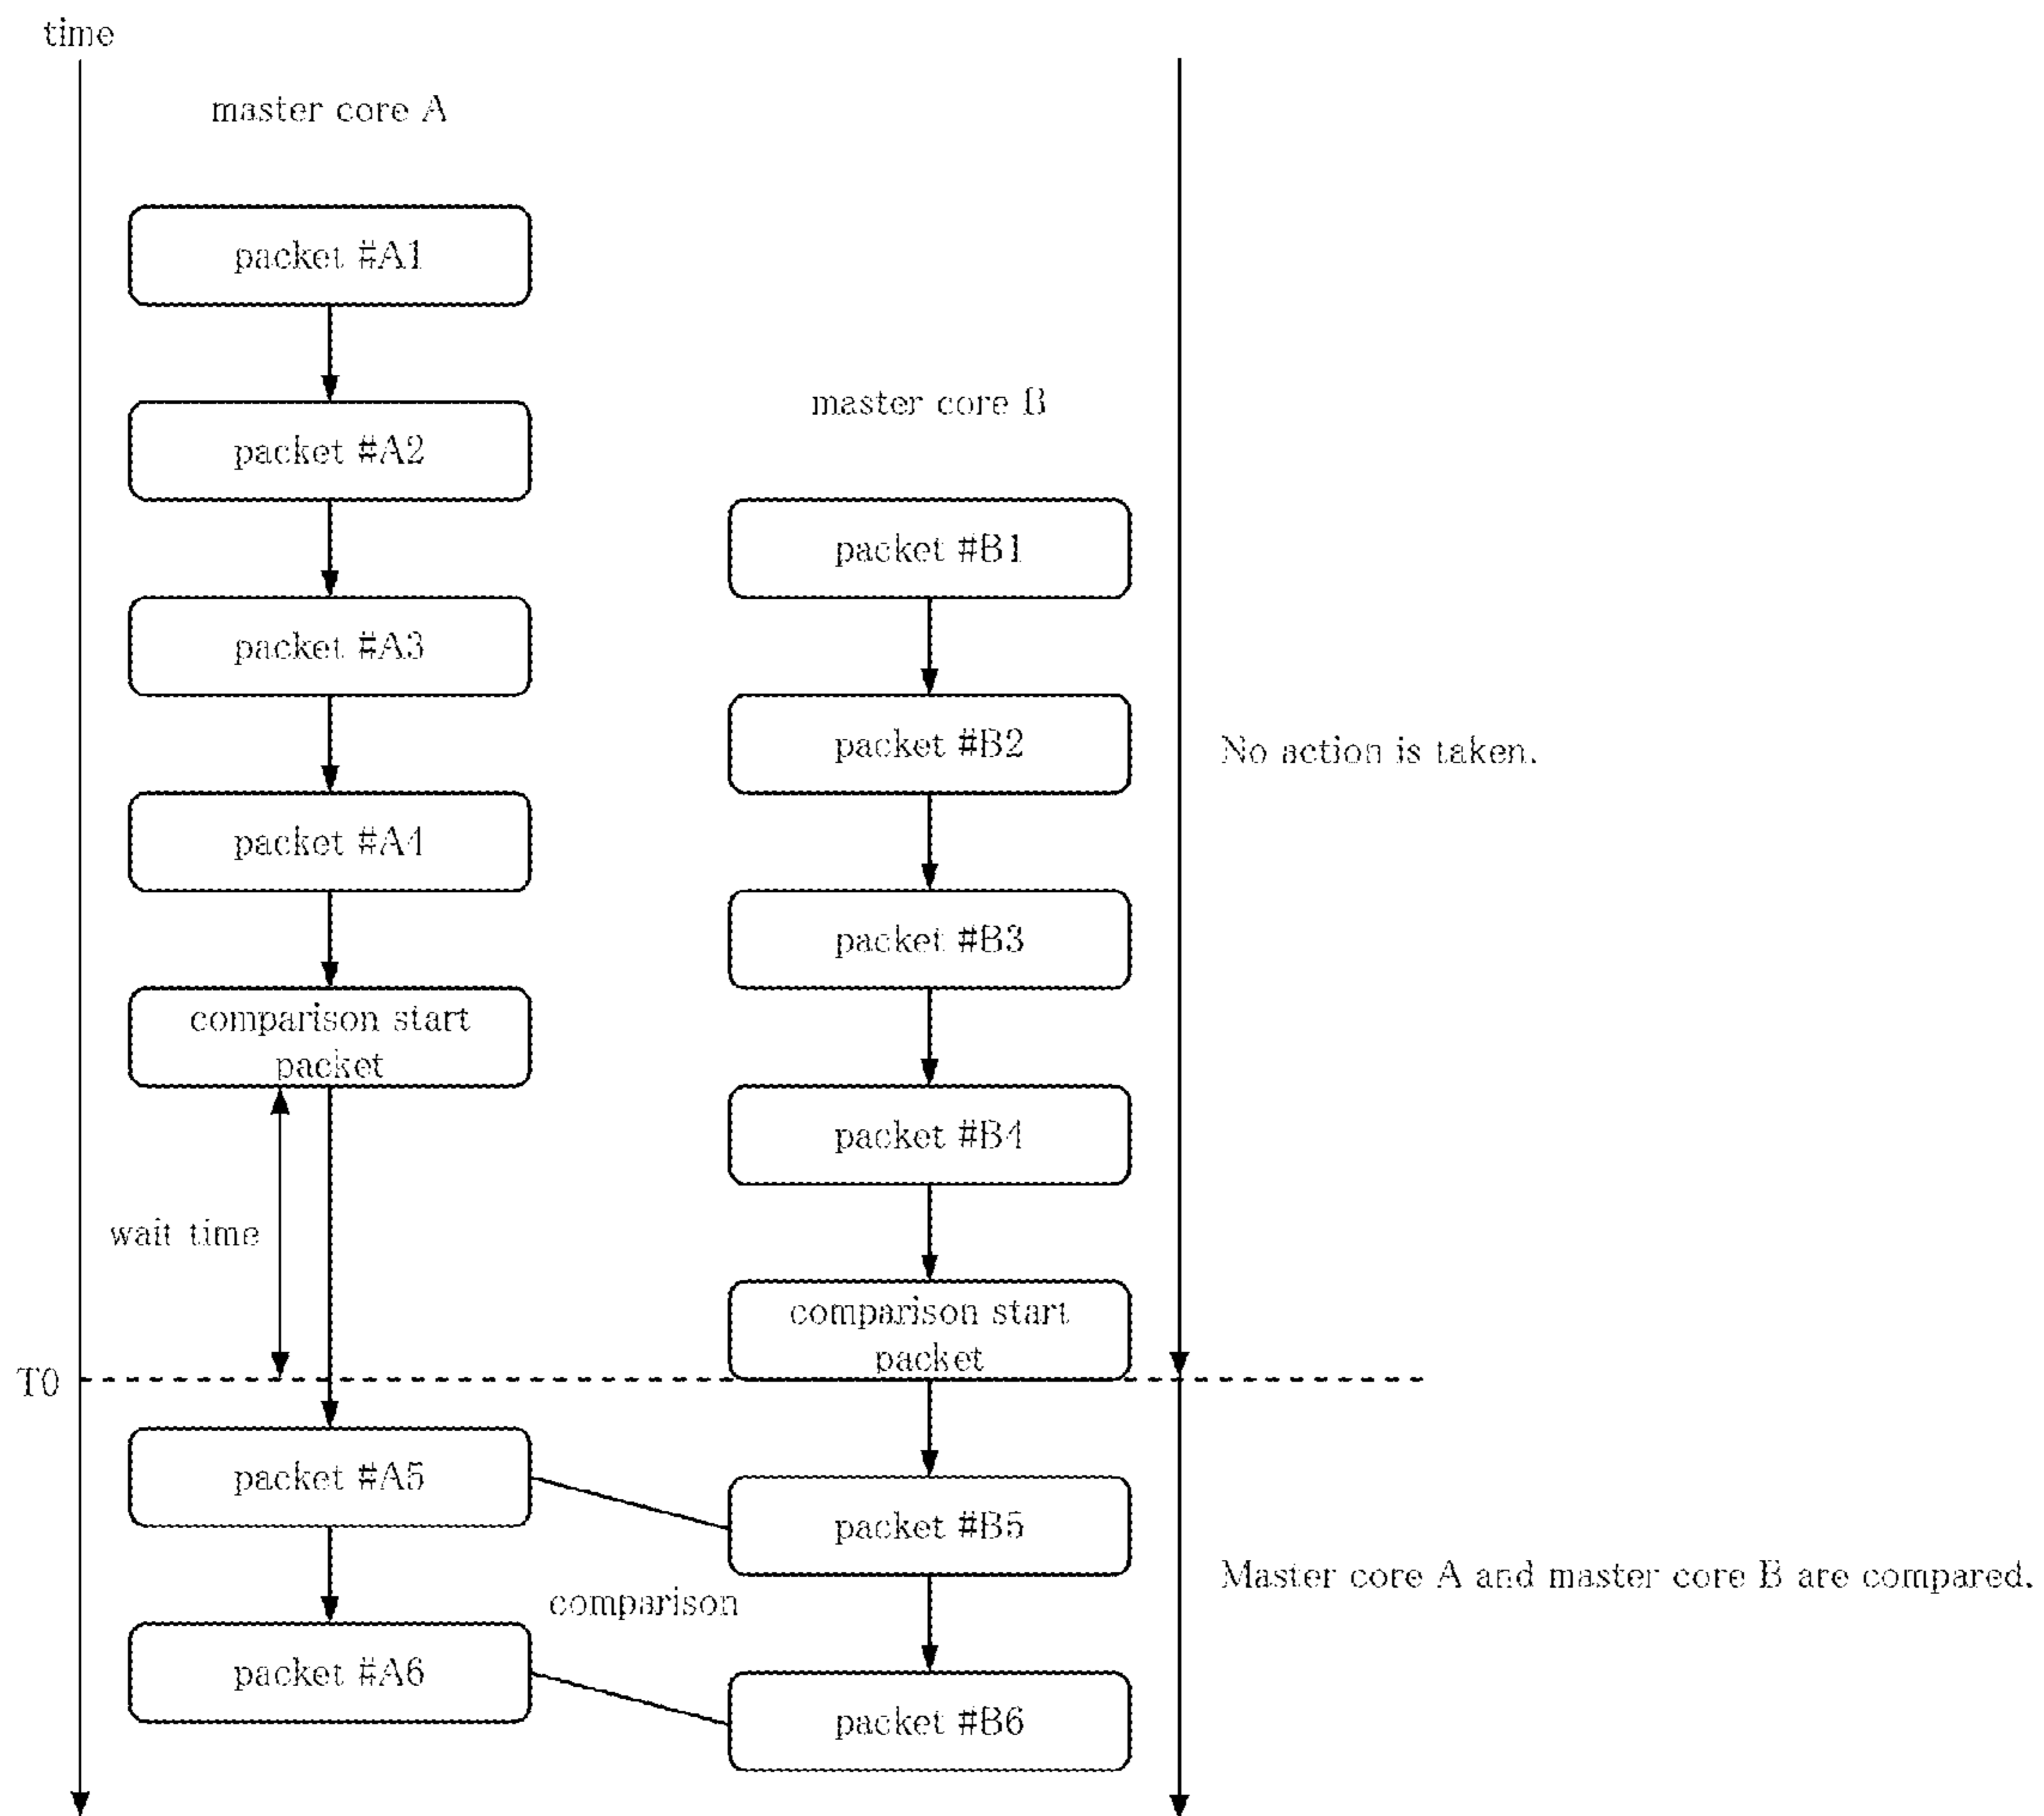 time
master core A
packet #A1
packet #A2
master core B
packet #B1
packet #A3
packet #B2
No action is taken.
packet #A4
packet #B3
comparison start
packet
packet #B4
wait time
comparison start
packet
T0
packet #A5
packet #B5
Master core A and master core B are compared.
comparison
packet #A6
packet #B6